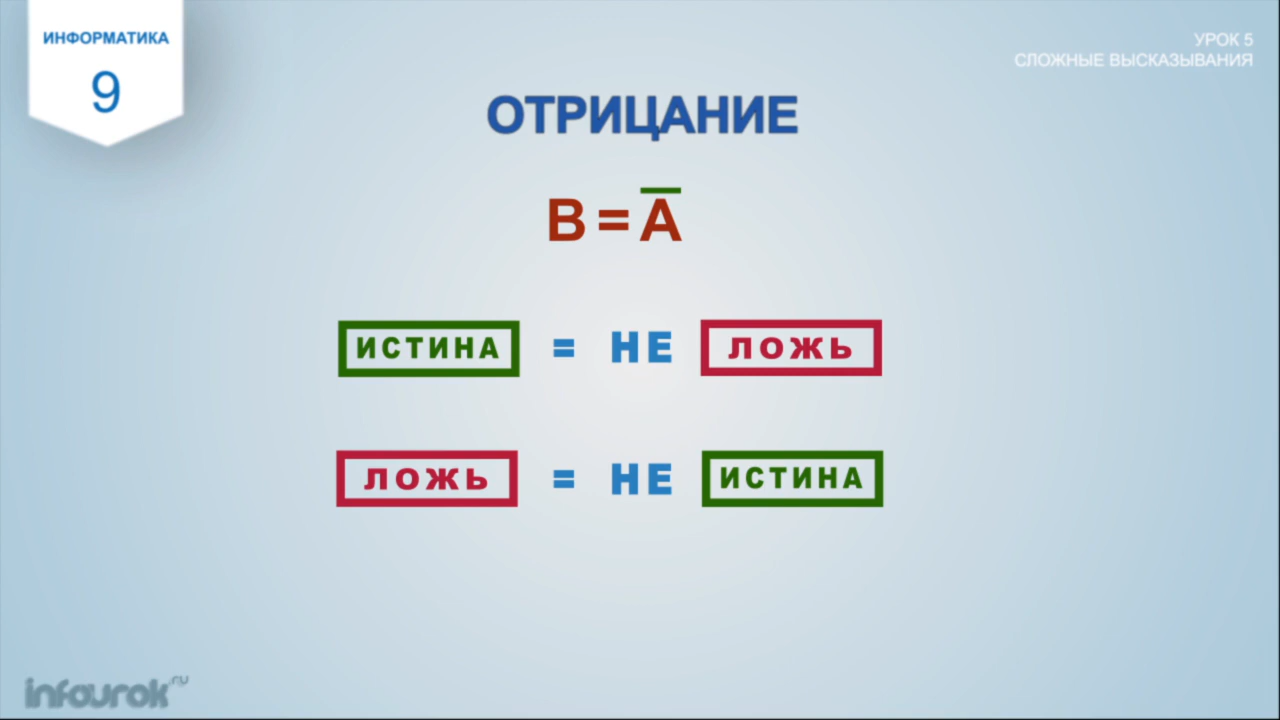 ИНФОРМАТИКА
9
УРОК 5
СЛОЖНЫЕ ВЫСКАЗЫВАНИЯ
ОТРИЦАНИЕ
B = A̅
ИСТИНА = НЕ ЛОЖЬ
ЛОЖЬ = НЕ ИСТИНА
infourok.ru